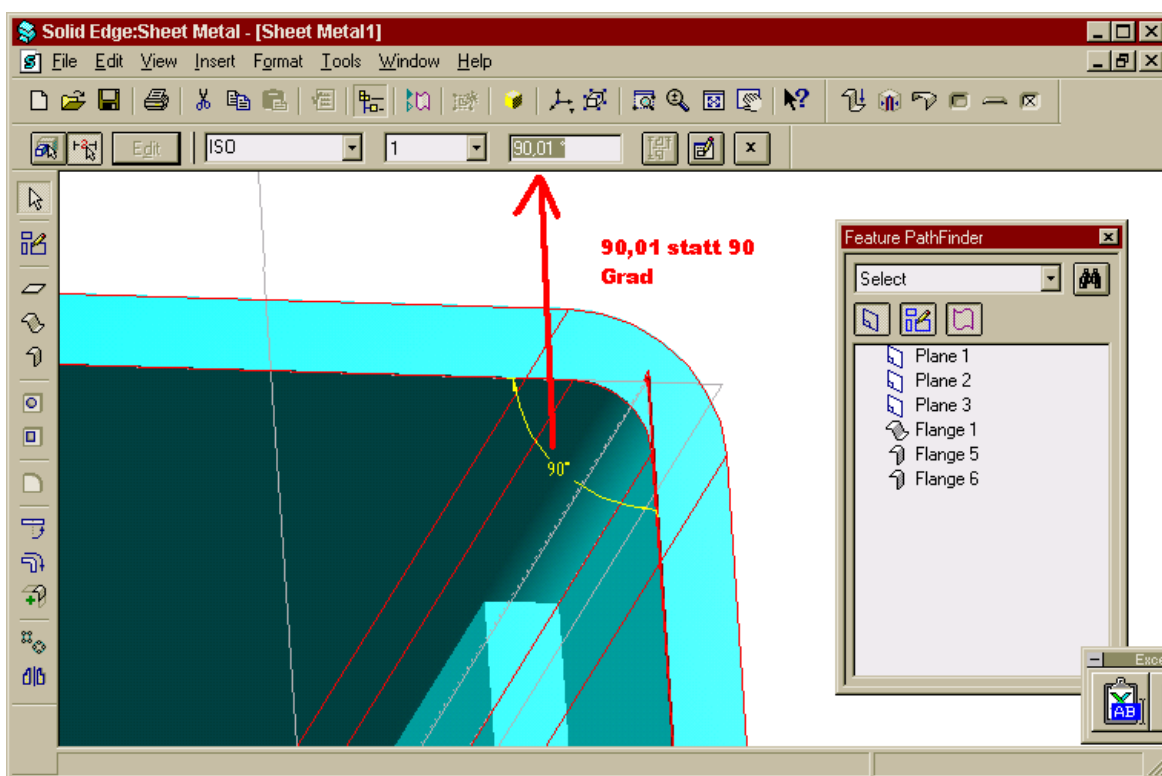 Solid Edge:Sheet Metal - [Sheet Metal1]
File Edit View Insert Format Tools Window Help
Edit ISO 1 90,01 °
90,01 statt 90
Grad
90°
Feature PathFinder
Select
Plane 1
Plane 2
Plane 3
Flange 1
Flange 5
Flange 6
AB